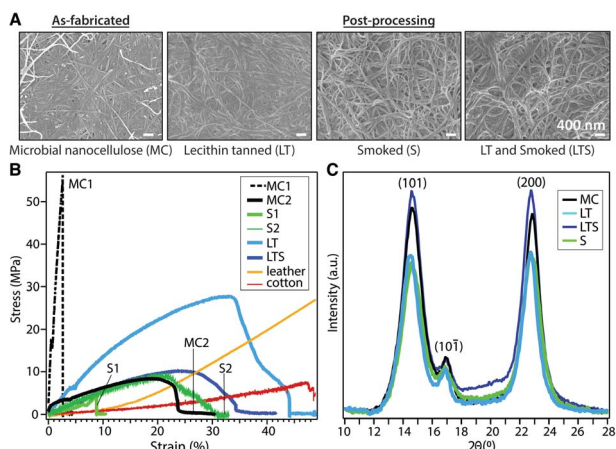 A
As-fabricated
Post-processing
400 nm
Microbial nanocellulose (MC)
Lecithin tanned (LT)
Smoked (S)
LT and Smoked (LTS)
B
MC1
50
40
30
20
10
0
Stress (MPa)
MC1
MC2
S1
S2
LT
LTS
leather
cotton
MC2
S1
S2
0
10
20
30
40
Strain (%)
C
(101)
(200)
(101̅)
MC
LT
LTS
S
Intensity (a.u.)
10
12
14
16
18
20
22
24
26
28
2θ(º)